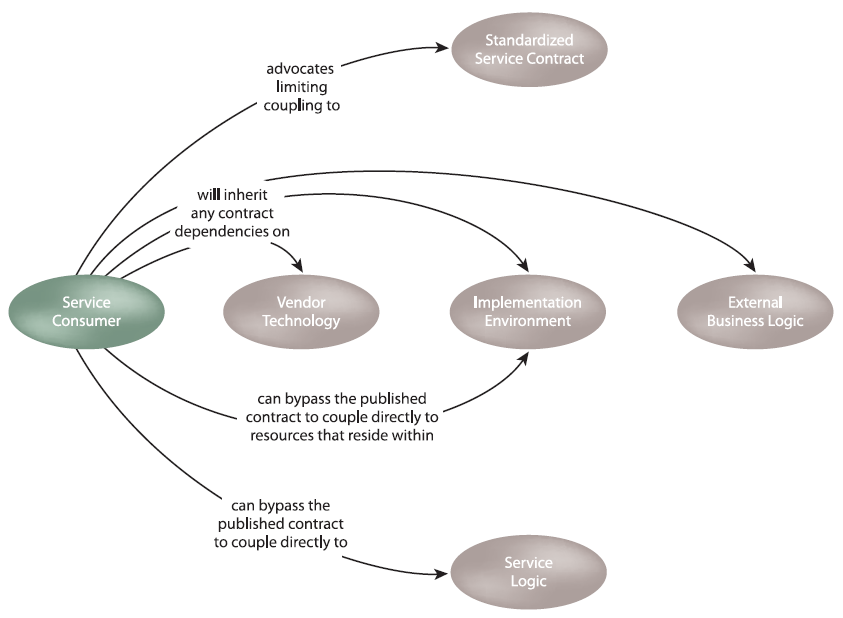 Standardized
Service Contract
advocates
limiting
coupling to
will inherit
any contract
dependencies on
Service
Consumer
Vendor
Technology
Implementation
Environment
External
Business Logic
can bypass the published
contract to couple directly to
resources that reside within
can bypass the
published contract
to couple directly to
Service
Logic